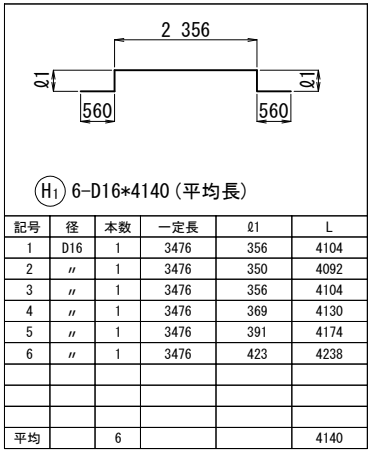 2 356
ℓ1 ℓ1
560 560
H1 6-D16*4140 (平均長)
記号 径 本数 一定長 ℓ1 L
1 D16 1 3476 356 4104
2 〃 1 3476 350 4092
3 〃 1 3476 356 4104
4 〃 1 3476 369 4130
5 〃 1 3476 391 4174
6 〃 1 3476 423 4238
平均 6 4140